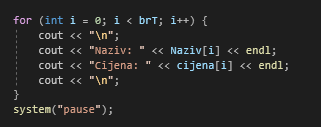 for (int i = 0; i < brT; i++) {
    cout << "\n";
    cout << "Naziv: " << Naziv[i] << endl;
    cout << "Cijena: " << cijena[i] << endl;
    cout << "\n";
}
system("pause");